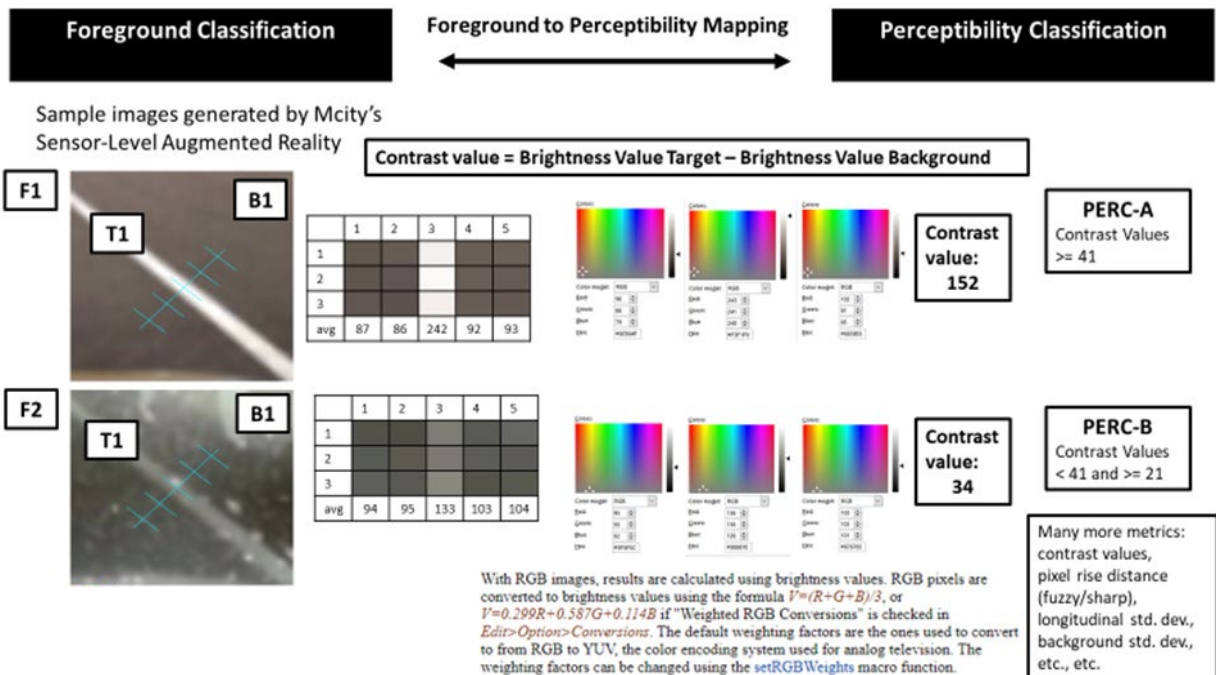 Foreground Classification
Foreground to Perceptibility Mapping
Perceptibility Classification
Sample images generated by Mcity's
Sensor-Level Augmented Reality
Contrast value = Brightness Value Target – Brightness Value Background
F1
B1
T1
1 2 3 4 5
1
2
3
avg 87 86 242 92 93
Contrast
value:
152
PERC-A
Contrast Values
>= 41
F2
B1
T1
1 2 3 4 5
1
2
3
avg 94 95 133 103 104
Contrast
value:
34
PERC-B
Contrast Values
< 41 and >= 21
Many more metrics:
contrast values,
pixel rise distance
(fuzzy/sharp),
longitudinal std. dev.,
background std. dev.,
etc., etc.
With RGB images, results are calculated using brightness values. RGB pixels are
converted to brightness values using the formula V=(R+G+B)/3, or
V=0.299R+0.587G+0.114B if "Weighted RGB Conversions" is checked in
Edit>Option>Conversions. The default weighting factors are the ones used to convert
to from RGB to YUV, the color encoding system used for analog television. The
weighting factors can be changed using the setRGBWeights macro function.